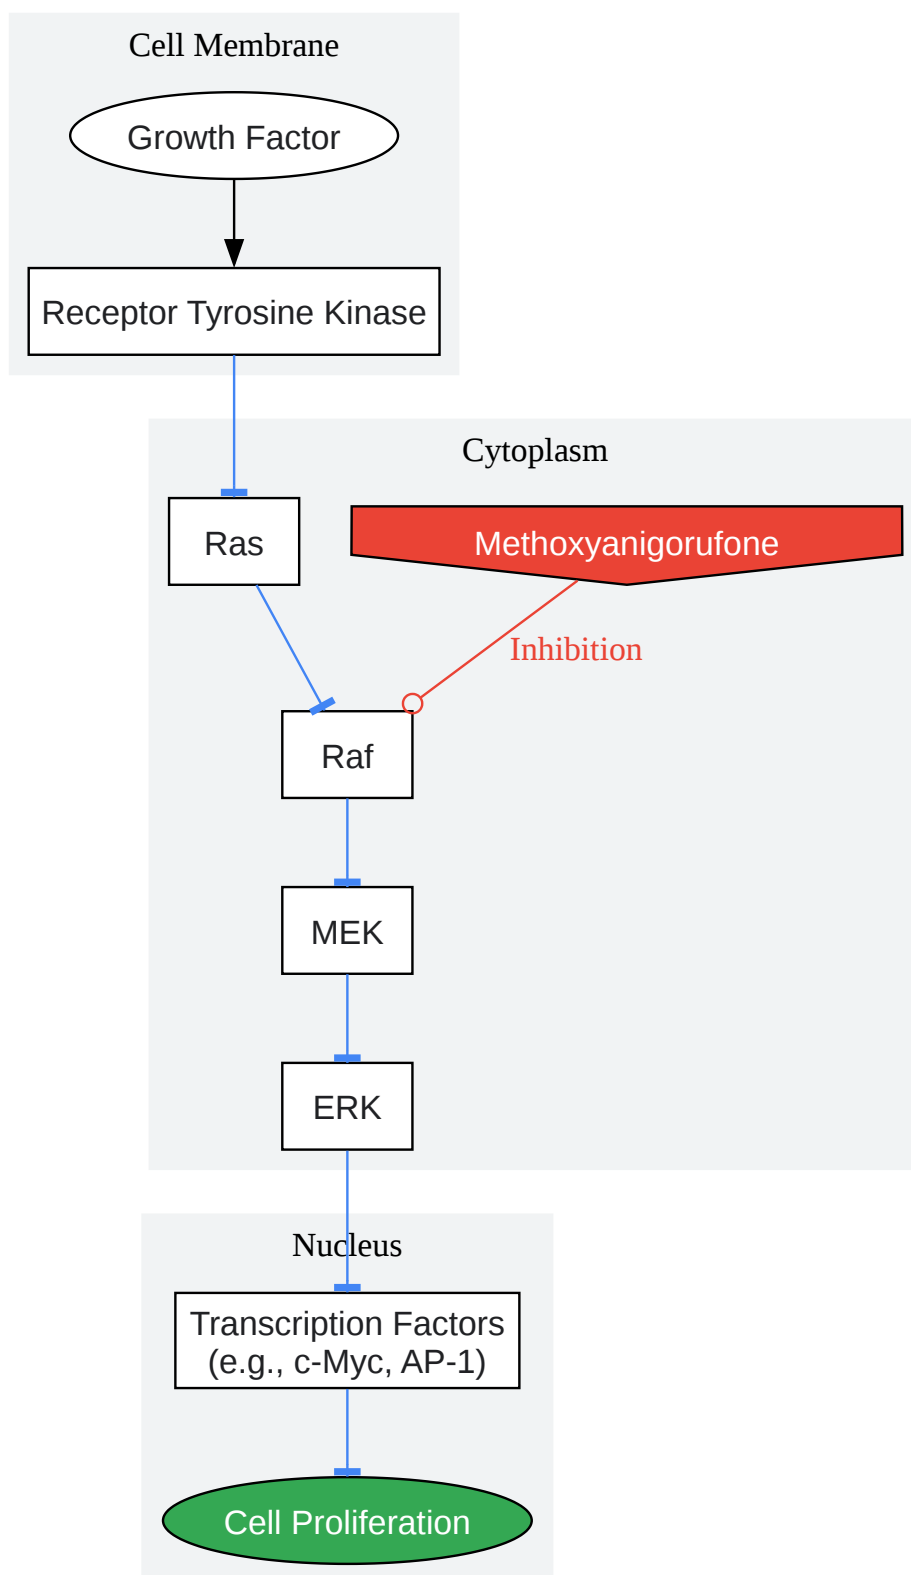 Cell Membrane
Growth Factor
Receptor Tyrosine Kinase
Cytoplasm
Ras
Methoxyanigorufone
Inhibition
Raf
MEK
ERK
Nucleus
Transcription Factors
(e.g., c-Myc, AP-1)
Cell Proliferation